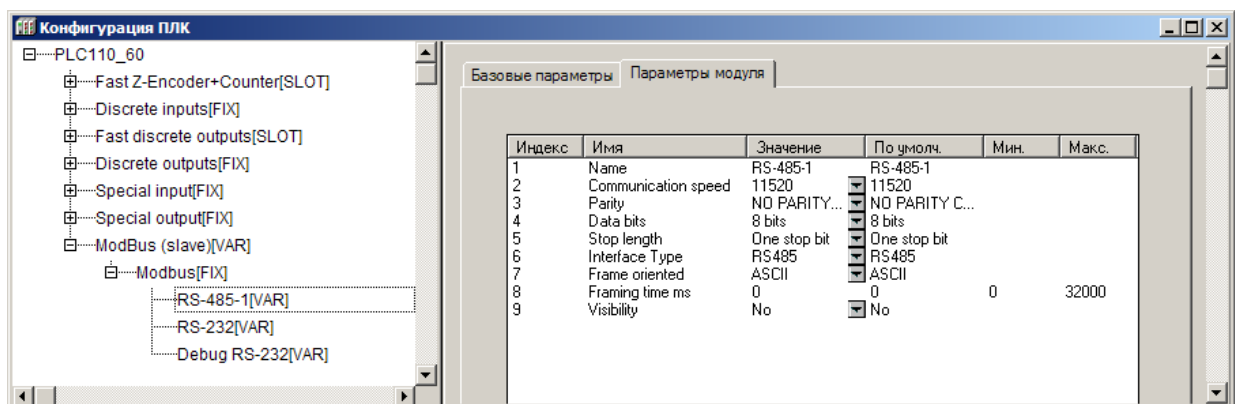 Конфигурация ПЛК
PLC110_60
Fast Z-Encoder+Counter[SLOT]
Discrete inputs[FIX]
Fast discrete outputs[SLOT]
Discrete outputs[FIX]
Special input[FIX]
Special output[FIX]
ModBus (slave)[VAR]
Modbus[FIX]
RS-485-1[VAR]
RS-232[VAR]
Debug RS-232[VAR]
Базовые параметры Параметры модуля
Индекс Имя Значение По умолч. Мин. Макс.
1 Name RS-485-1 RS-485-1
2 Communication speed 11520 11520
3 Parity NO PARITY... NO PARITY C...
4 Data bits 8 bits 8 bits
5 Stop length One stop bit One stop bit
6 Interface Type RS485 RS485
7 Frame oriented ASCII ASCII
8 Framing time ms 0 0 0 32000
9 Visibility No No